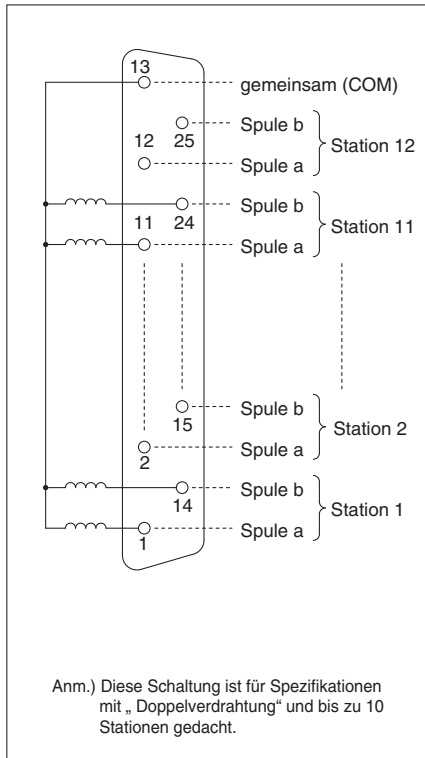 13
gemeinsam (COM)
Spule b
25
12
Spule a
Station 12
Spule b
24
11
Spule a
Station 11
Spule b
15
Spule a
2
Station 2
Spule b
14
Spule a
1
Station 1
Anm.) Diese Schaltung ist für Spezifikationen
mit „ Doppelverdrahtung“ und bis zu 10
Stationen gedacht.